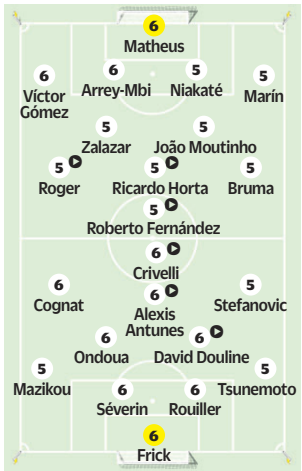 6
Matheus
6 6 5 5
Víctor Gómez Arrey-Mbi Niakaté Marín
5 5
Zalazar João Moutinho
5 5 5
Roger Ricardo Horta Bruma
5
Roberto Fernández
6
Crivelli
6 6 5
Cognat Alexis Antunes Stefanovic
6 6
Ondoua David Douline
5 5
Mazikou Tsunemoto
6 6
Séverin Rouiller
6
Frick